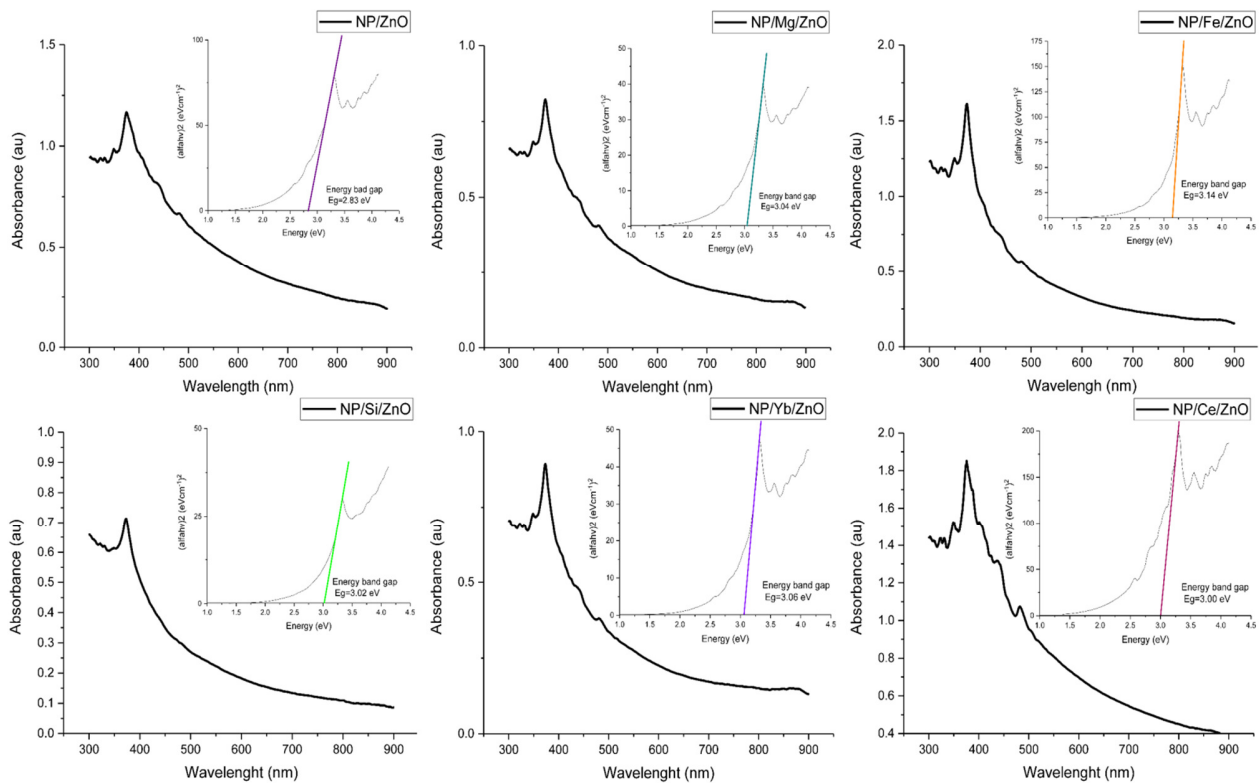 NP/ZnO
1.5
1.0
0.5
0.0
Absorbance (au)
300 400 500 600 700 800 900
Wavelength (nm)
100
75
50
25
0
(alfahv)2 (eVcm⁻¹)²
Energy bad gap
Eg=2.83 eV
1.0 1.5 2.0 2.5 3.0 3.5 4.0 4.5
Energy (eV)
NP/Mg/ZnO
1.0
0.5
0.0
Absorbance (au)
300 400 500 600 700 800 900
Wavelenght (nm)
50
40
30
20
10
0
(alfahv)2 (eVcm⁻¹)²
Energy band gap
Eg=3.04 eV
1.0 1.5 2.0 2.5 3.0 3.5 4.0 4.5
Energy (eV)
NP/Fe/ZnO
2.0
1.5
1.0
0.5
0.0
Absorbance (au)
300 400 500 600 700 800 900
Wavelenght (nm)
175
150
125
100
75
50
25
0
(alfahv)2 (eVcm⁻¹)²
Energy band gap
Eg=3.14 eV
1.0 1.5 2.0 2.5 3.0 3.5 4.0 4.5
Energy (eV)
NP/Si/ZnO
1.0
0.9
0.8
0.7
0.6
0.5
0.4
0.3
0.2
0.1
0.0
Absorbance (au)
300 400 500 600 700 800 900
Wavelenght (nm)
50
25
0
(alfahv)2 (eVcm⁻¹)²
Energy band gap
Eg=3.02 eV
1.0 1.5 2.0 2.5 3.0 3.5 4.0 4.5
Energy (eV)
NP/Yb/ZnO
1.0
0.5
0.0
Absorbance (au)
300 400 500 600 700 800 900
Wavelenght (nm)
50
40
30
20
10
0
(alfahv)2 (eVcm⁻¹)²
Energy band gap
Eg=3.06 eV
1.0 1.5 2.0 2.5 3.0 3.5 4.0 4.5
Energy (eV)
NP/Ce/ZnO
2.0
1.8
1.6
1.4
1.2
1.0
0.8
0.6
0.4
Absorbance (au)
300 400 500 600 700 800 900
Wavelenght (nm)
200
160
120
80
40
0
(alfahv)2 (eVcm⁻¹)²
Energy band gap
Eg=3.00 eV
1.0 1.5 2.0 2.5 3.0 3.5 4.0 4.5
Energy (eV)